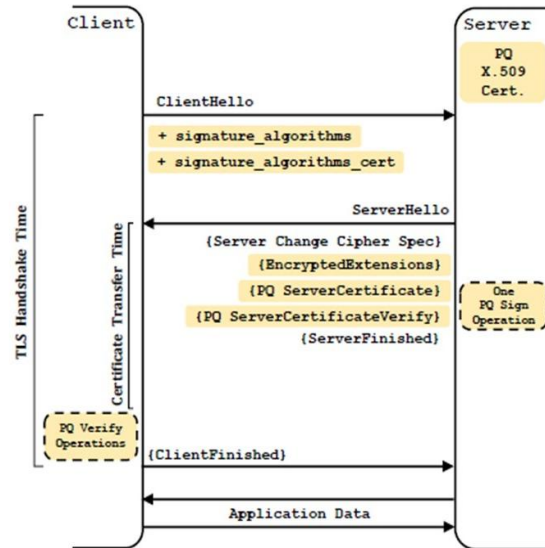 Client
Server
PQ
X.509
Cert.
ClientHello
+ signature_algorithms
+ signature_algorithms_cert
ServerHello
{Server Change Cipher Spec}
{EncryptedExtensions}
{PQ ServerCertificate}
{PQ ServerCertificateVerify}
{ServerFinished}
One
PQ Sign
Operation
TLS Handshake Time
Certificate Transfer Time
PQ Verify
Operations
{ClientFinished}
Application Data